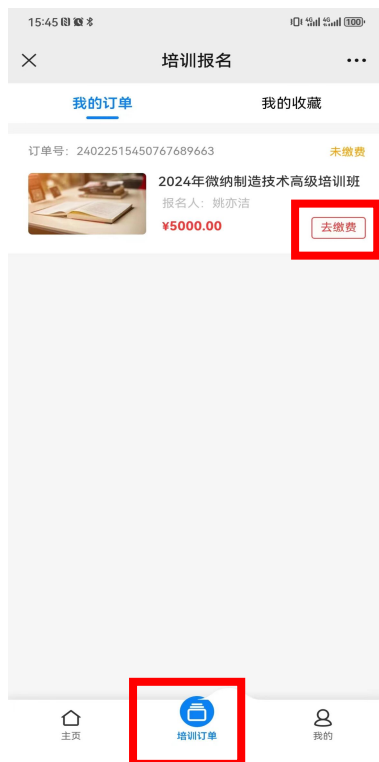 15:45
4G 4G 100
培训报名
我的订单 我的收藏
订单号：24022515450767689663 未缴费
2024年微纳制造技术高级培训班
报名人：姚亦洁
¥5000.00 去缴费
主页 培训订单 我的